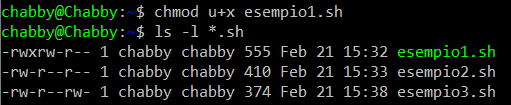 chabby@Chabby:~$ chmod u+x esempio1.sh
chabby@Chabby:~$ ls -l *.sh
-rwxrw-r-- 1 chabby chabby 555 Feb 21 15:32 esempio1.sh
-rw-r--r-- 1 chabby chabby 410 Feb 21 15:33 esempio2.sh
-rw-r--rw- 1 chabby chabby 374 Feb 21 15:38 esempio3.sh